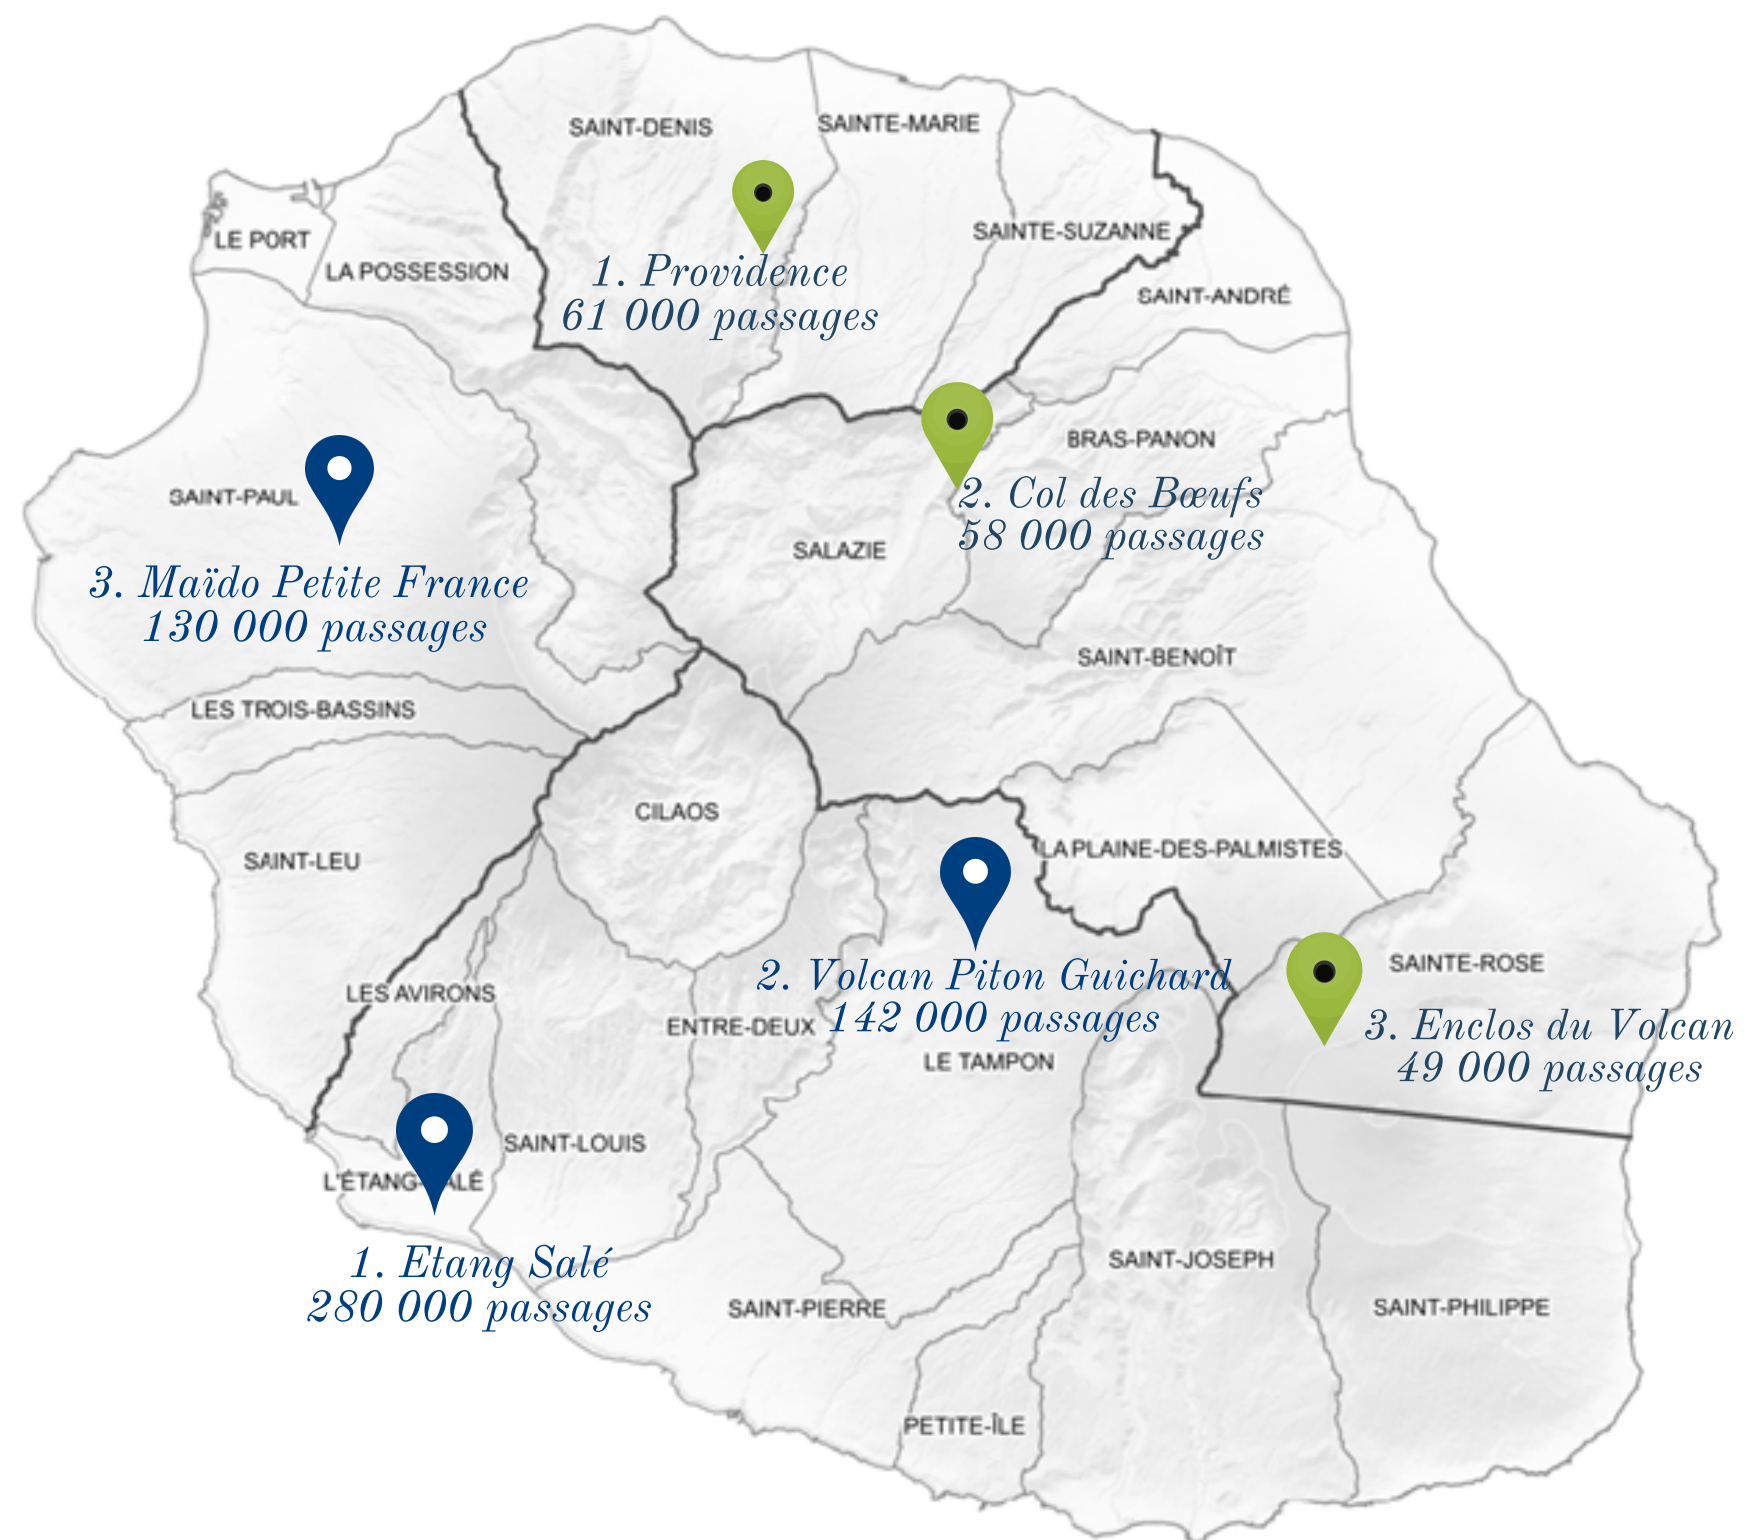 SAINT-DENIS
SAINTE-MARIE
LE PORT
LA POSSESSION
SAINTE-SUZANNE
1. Providence
61 000 passages
SAINT-ANDRÉ
BRAS-PANON
SAINT-PAUL
2. Col des Bœufs
58 000 passages
SALAZIE
3. Maïdo Petite France
130 000 passages
SAINT-BENOÎT
LES TROIS-BASSINS
CILAOS
LA PLAINE-DES-PALMISTES
SAINT-LEU
SAINTE-ROSE
2. Volcan Piton Guichard
142 000 passages
LES AVIRONS
ENTRE-DEUX
3. Enclos du Volcan
49 000 passages
LE TAMPON
SAINT-LOUIS
L'ÉTANG-ALÉ
1. Etang Salé
280 000 passages
SAINT-JOSEPH
SAINT-PIERRE
SAINT-PHILIPPE
PETITE-ÎLE